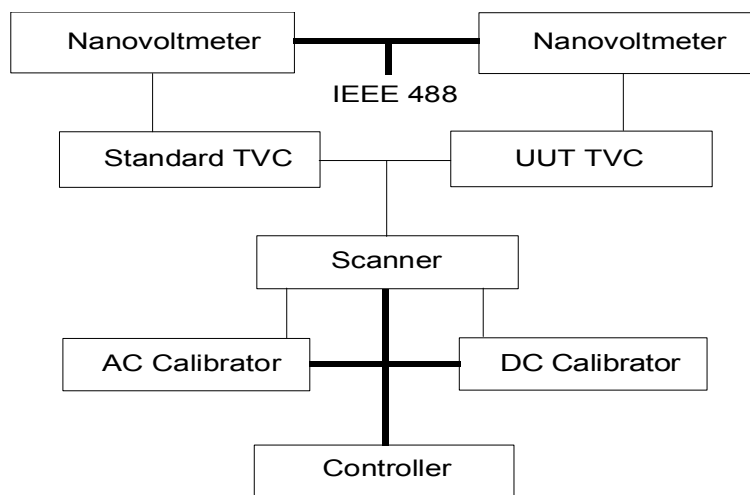 Nanovoltmeter
Nanovoltmeter
IEEE 488
Standard TVC
UUT TVC
Scanner
AC Calibrator
DC Calibrator
Controller